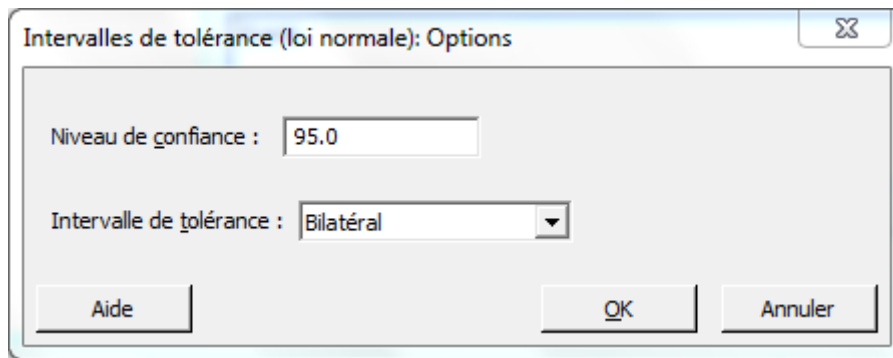 Intervalles de tolérance (loi normale): Options
Niveau de confiance : 95.0
Intervalle de tolérance : Bilatéral
Aide OK Annuler